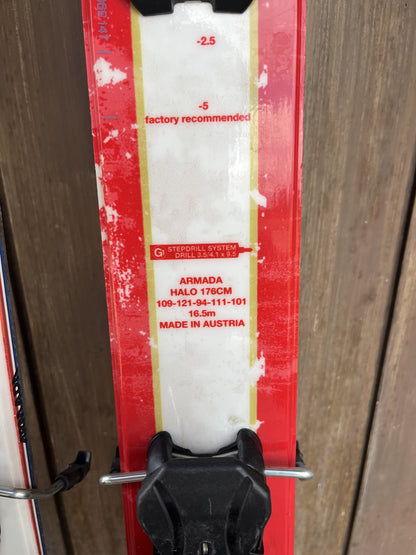 -2.5
-5
factory recommended
G STEPDRILL SYSTEM
DRILL 3.5/4.1 x 9.5
ARMADA
HALO 176CM
109-121-94-111-101
16.5m
MADE IN AUSTRIA